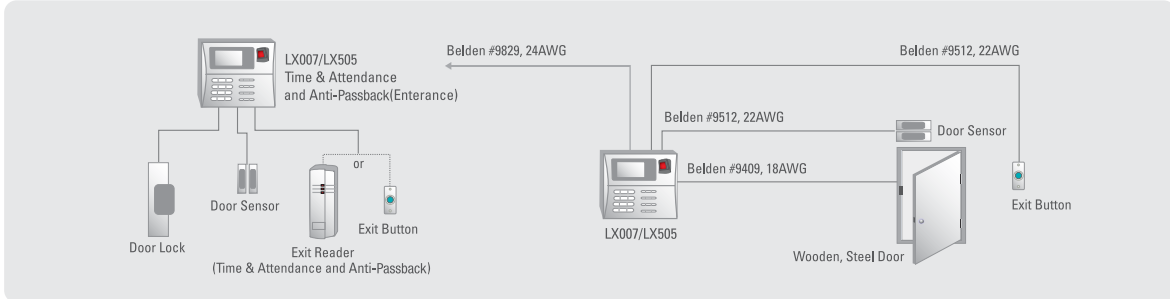 LX007/LX505
Time & Attendance
and Anti-Passback(Enterance)
or
Door Sensor
Exit Button
Door Lock
Exit Reader
(Time & Attendance and Anti-Passback)
Belden #9829, 24AWG
Belden #9512, 22AWG
Belden #9512, 22AWG
Door Sensor
Belden #9409, 18AWG
LX007/LX505
Exit Button
Wooden, Steel Door